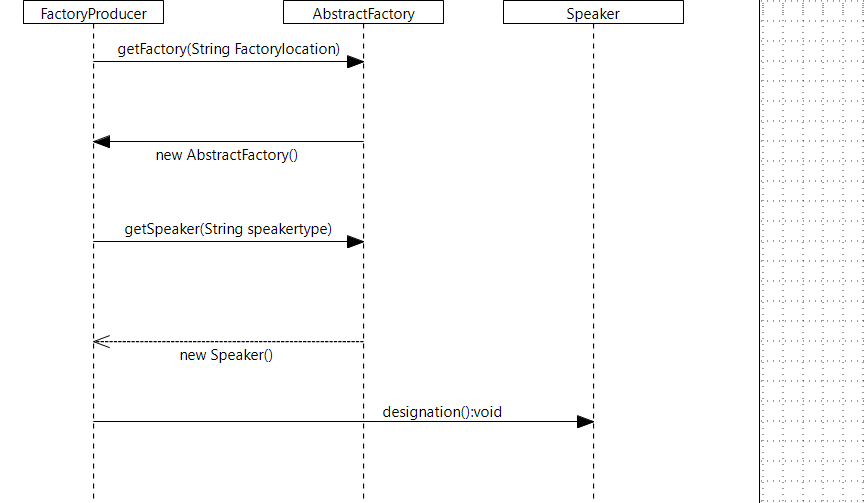 FactoryProducer
AbstractFactory
Speaker
getFactory(String Factorylocation)
new AbstractFactory()
getSpeaker(String speakertype)
new Speaker()
designation():void